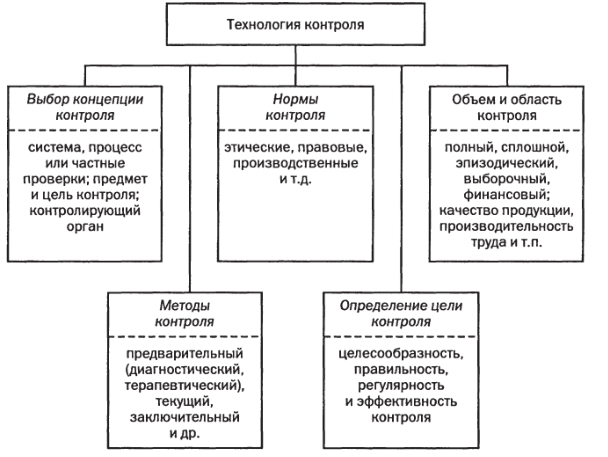 Технология контроля
Выбор концепции
контроля
система, процесс
или частные
проверки; предмет
и цель контроля;
контролирующий
орган
Нормы
контроля
этические, правовые,
производственные
и т.д.
Объем и область
контроля
полный, сплошной,
эпизодический,
выборочный,
финансовый;
качество продукции,
производительность
труда и т.п.
Методы
контроля
предварительный
(диагностический,
терапевтический),
текущий,
заключительный
и др.
Определение цели
контроля
целесообразность,
правильность,
регулярность
и эффективность
контроля